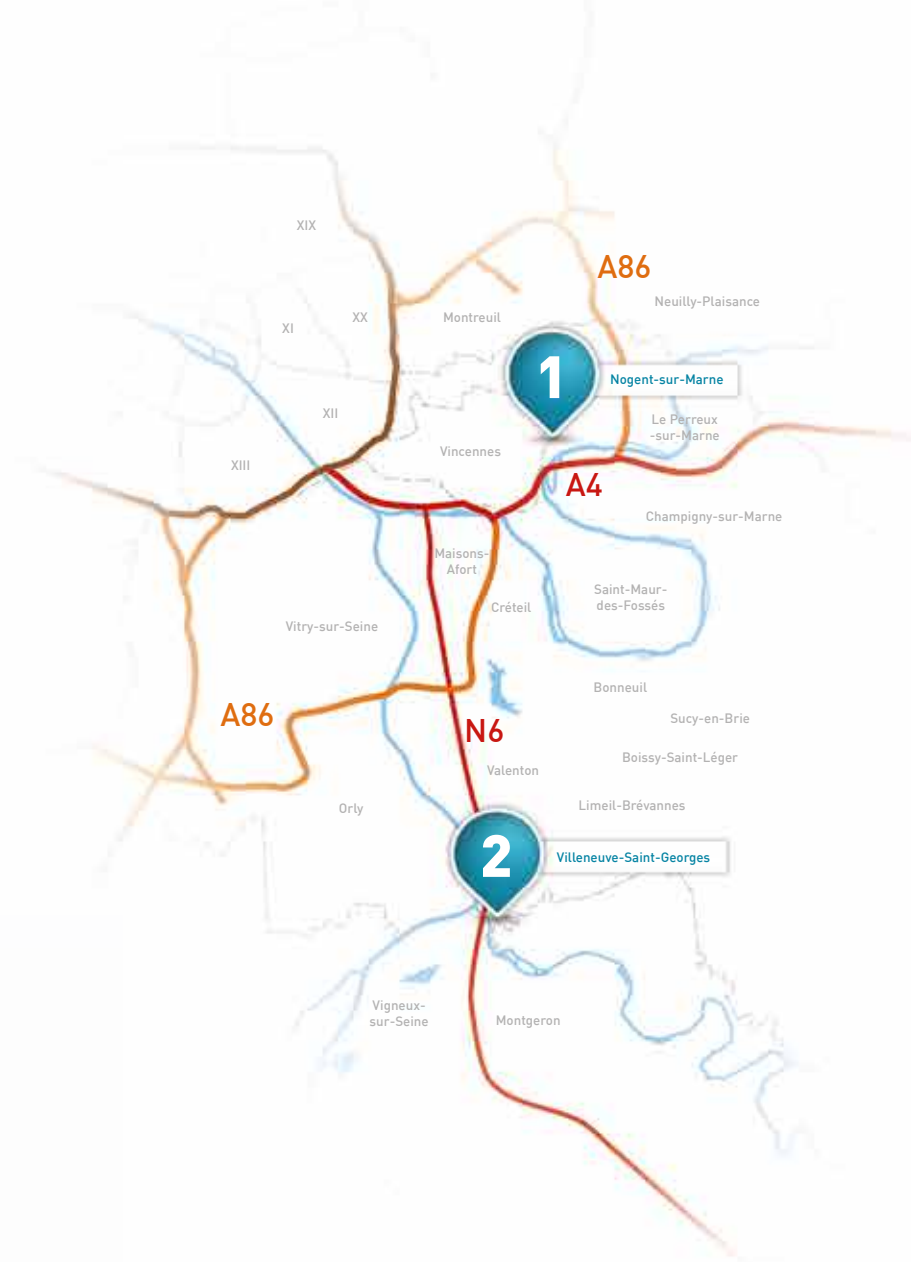 XIX
A86
Neuilly-Plaisance
XX
Montreuil
XI
1
Nogent-sur-Marne
XII
Le Perreux
-sur-Marne
Vincennes
XIII
A4
Champigny-sur-Marne
Maisons-
Afort
Saint-Maur-
des-Fossés
Créteil
Vitry-sur-Seine
Bonneuil
A86
Sucy-en-Brie
N6
Boissy-Saint-Léger
Valenton
Orly
Limeil-Brévannes
2
Villeneuve-Saint-Georges
Vigneux-
sur-Seine
Montgeron